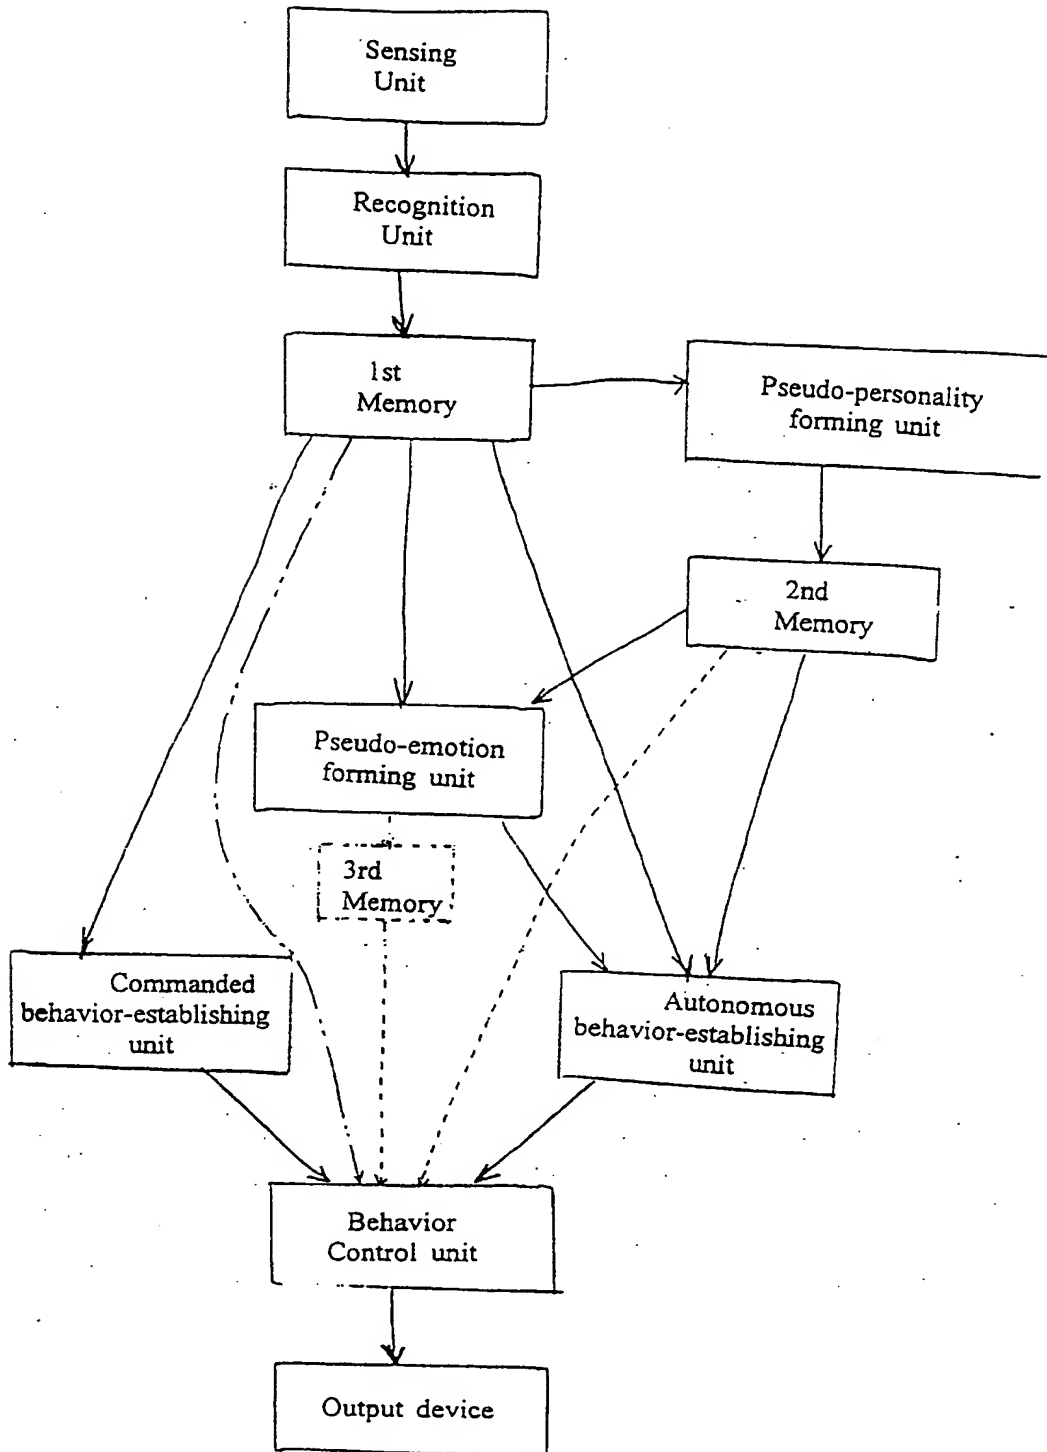 Sensing
Unit
Recognition
Unit
1st
Memory
Pseudo-personality
forming unit
2nd
Memory
Pseudo-emotion
forming unit
3rd
Memory
Commanded
behavior-establishing
unit
Autonomous
behavior-establishing
unit
Behavior
Control unit
Output device